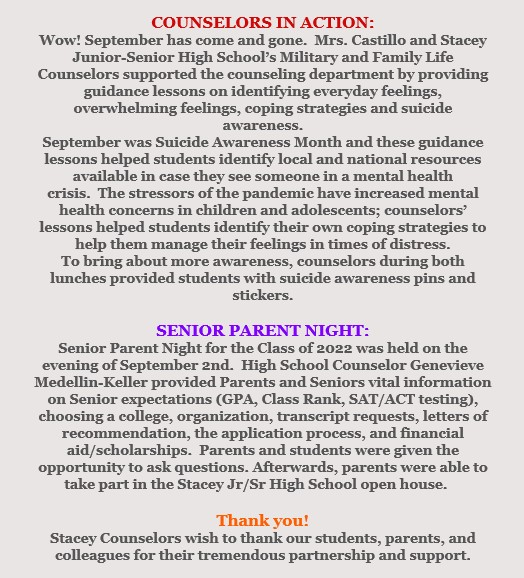 COUNSELORS IN ACTION:
Wow! September has come and gone.  Mrs. Castillo and Stacey
Junior-Senior High School's Military and Family Life
Counselors supported the counseling department by providing
guidance lessons on identifying everyday feelings,
overwhelming feelings, coping strategies and suicide
awareness.
September was Suicide Awareness Month and these guidance
lessons helped students identify local and national resources
available in case they see someone in a mental health
crisis.  The stressors of the pandemic have increased mental
health concerns in children and adolescents; counselors'
lessons helped students identify their own coping strategies to
help them manage their feelings in times of distress.
To bring about more awareness, counselors during both
lunches provided students with suicide awareness pins and
stickers.
SENIOR PARENT NIGHT:
Senior Parent Night for the Class of 2022 was held on the
evening of September 2nd.  High School Counselor Genevieve
Medellin-Keller provided Parents and Seniors vital information
on Senior expectations (GPA, Class Rank, SAT/ACT testing),
choosing a college, organization, transcript requests, letters of
recommendation, the application process, and financial
aid/scholarships.  Parents and students were given the
opportunity to ask questions. Afterwards, parents were able to
take part in the Stacey Jr/Sr High School open house.
Thank you!
Stacey Counselors wish to thank our students, parents, and
colleagues for their tremendous partnership and support.